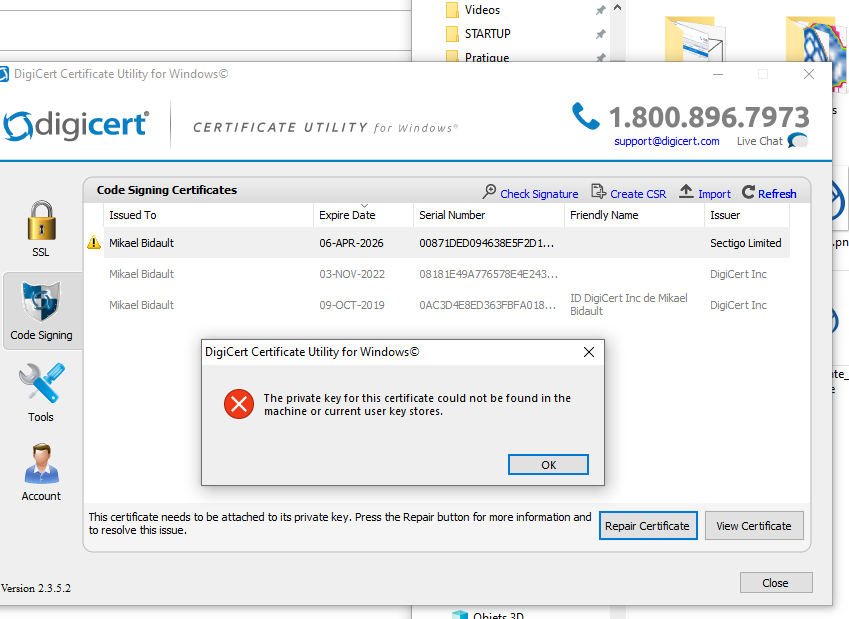 Videos
STARTUP
Pratique
DigiCert Certificate Utility for Windows©
digicert®
CERTIFICATE UTILITY for Windows®
1.800.896.7973
support@digicert.com Live Chat
Code Signing Certificates
Check Signature Create CSR Import Refresh
Issued To Expire Date Serial Number Friendly Name Issuer
Mikael Bidault 06-APR-2026 00871DED094638E5F2D1... Sectigo Limited
Mikael Bidault 03-NOV-2022 08181E49A776578E4E243... DigiCert Inc
Mikael Bidault 09-OCT-2019 0AC3D4E8ED363FBFA018... ID DigiCert Inc de Mikael DigiCert Inc
Bidault
SSL
Code Signing
Tools
Account
DigiCert Certificate Utility for Windows©
The private key for this certificate could not be found in the
machine or current user key stores.
OK
This certificate needs to be attached to its private key. Press the Repair button for more information and
to resolve this issue.
Repair Certificate View Certificate
Version 2.3.5.2
Close
Objets 3D